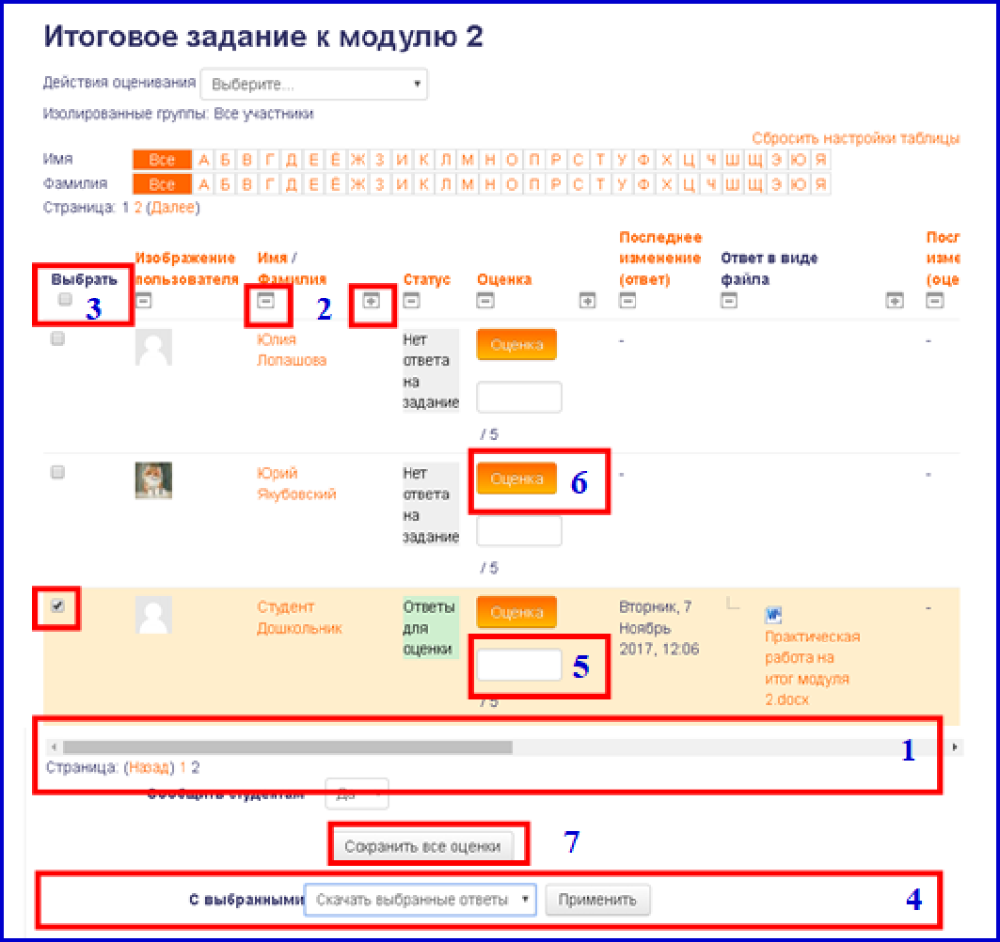 Итоговое задание к модулю 2
Действия оценивания Выберите...
Изолированные группы: Все участники
Сбросить настройки таблицы
Имя Все А Б В Г Д Е Ё Ж З И К Л М Н О П Р С Т У Ф Х Ц Ч Ш Щ Э Ю Я
Фамилия Все А Б В Г Д Е Ё Ж З И К Л М Н О П Р С Т У Ф Х Ц Ч Ш Щ Э Ю Я
Страница: 1 2 (Далее)
Выбрать
3
Изображение
пользователя
Имя /
Фамилия
2
Статус
Оценка
Последнее
изменение
(ответ)
Ответ в виде
файла
Посл
изме
(оце
Юлия
Лопашова
Нет
ответа
на
задание
Оценка
/ 5
-
-
Юрий
Якубовский
Нет
ответа
на
задание
Оценка
6
/ 5
-
-
Студент
Дошкольник
Ответы
для
оценки
Оценка
5
/ 5
Вторник, 7
Ноябрь
2017, 12:06
Практическая
работа на
итог модуля
2.docx
-
1
Страница: (Назад) 1 2
Сообщить студентам Да
Сохранить все оценки 7
С выбранными Скачать выбранные ответы Применить 4